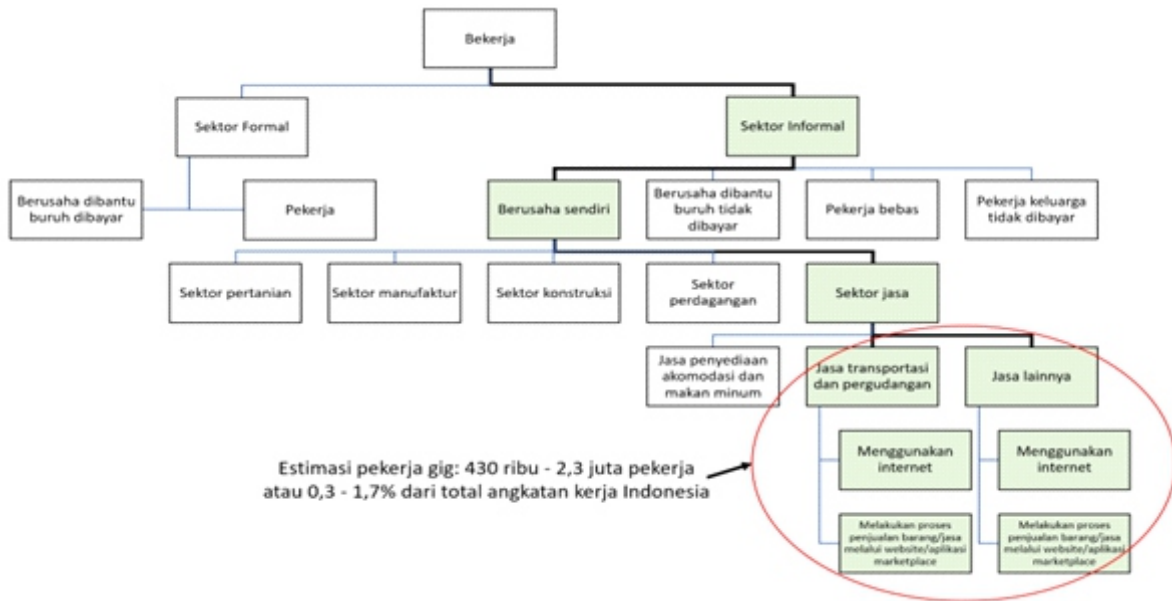 Bekerja
Sektor Formal
Sektor Informal
Berusaha dibantu
buruh dibayar
Pekerja
Berusaha sendiri
Berusaha dibantu
buruh tidak
dibayar
Pekerja bebas
Pekerja keluarga
tidak dibayar
Sektor pertanian
Sektor manufaktur
Sektor konstruksi
Sektor
perdagangan
Sektor jasa
Jasa penyediaan
akomodasi dan
makan minum
Jasa transportasi
dan pergudangan
Jasa lainnya
Menggunakan
internet
Menggunakan
internet
Estimasi pekerja gig: 430 ribu - 2,3 juta pekerja
atau 0,3 - 1,7% dari total angkatan kerja Indonesia
Melakukan proses
penjualan barang/jasa
melalui website/aplikasi
marketplace
Melakukan proses
penjualan barang/jasa
melalui website/aplikasi
marketplace